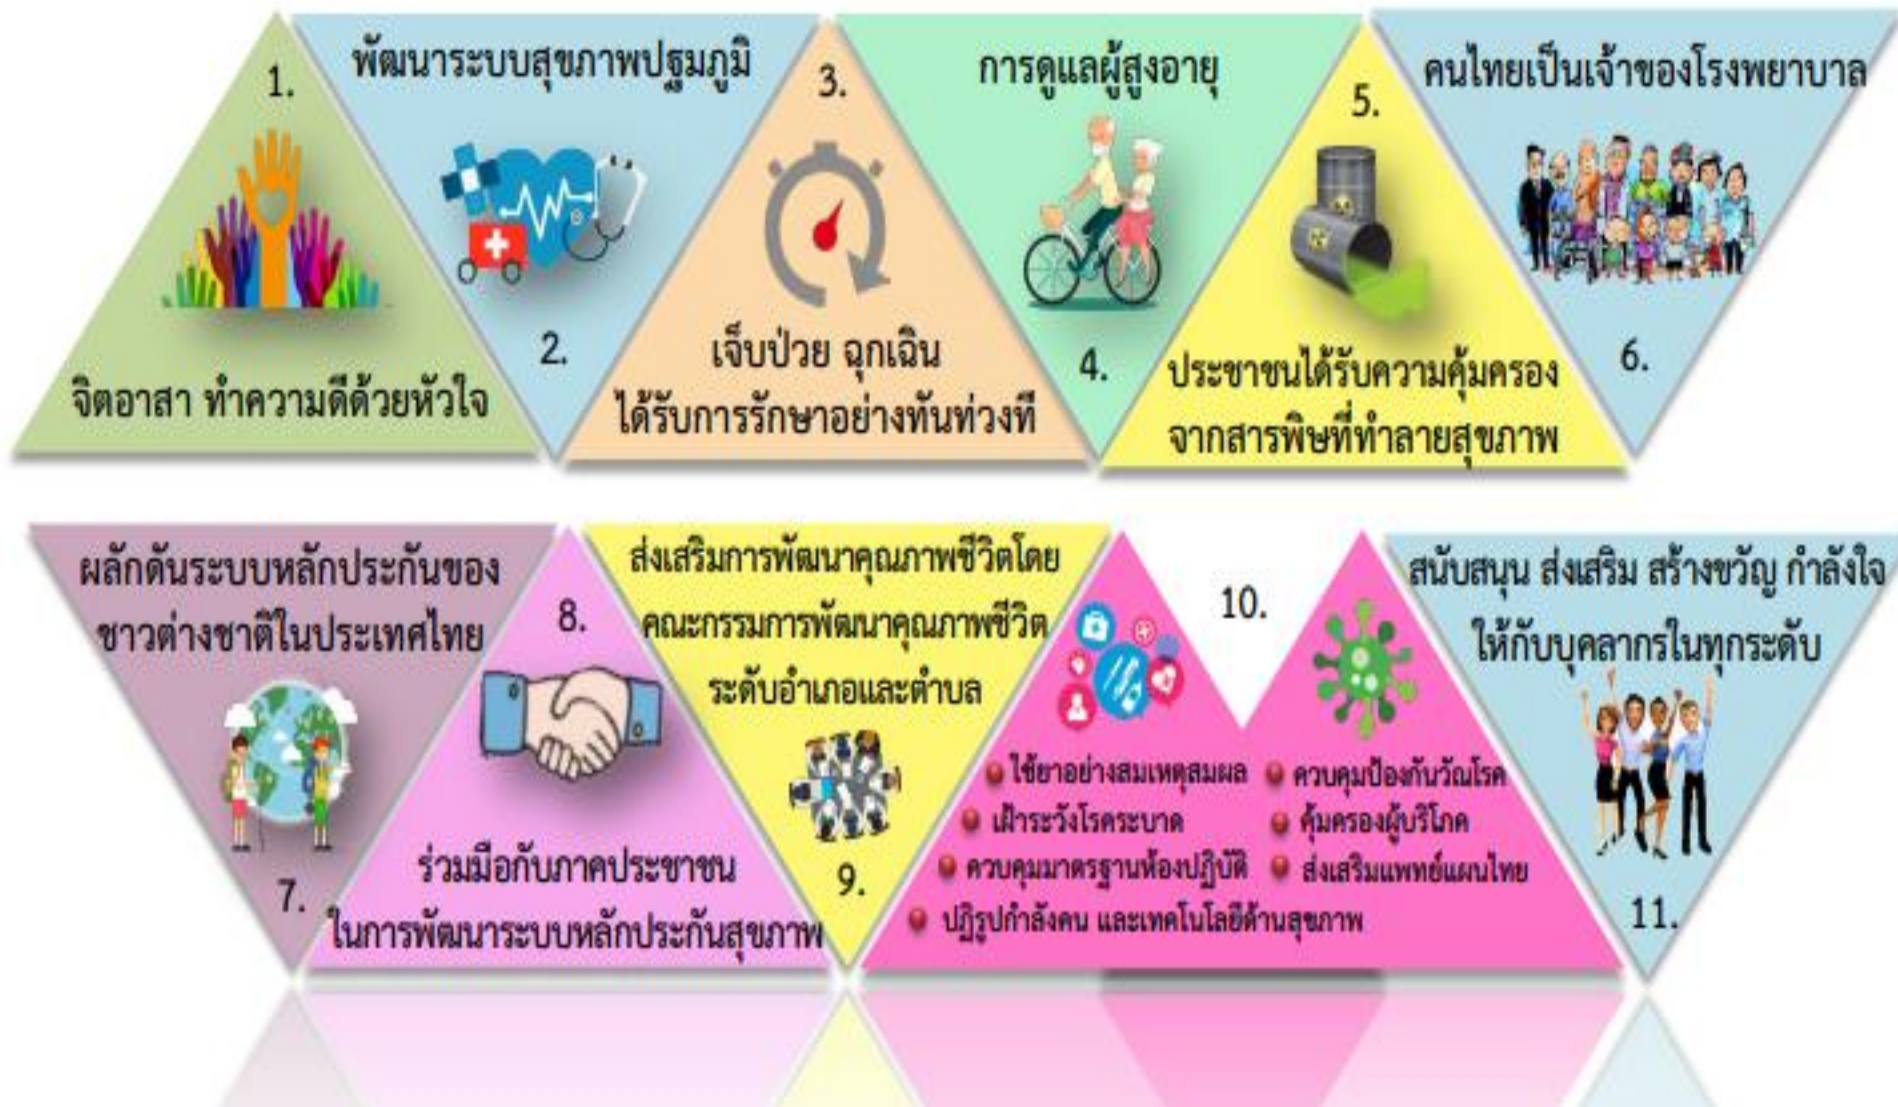 1.
จิตอาสา ทำความดีด้วยหัวใจ
พัฒนาระบบสุขภาพปฐมภูมิ
2.
3.
เจ็บป่วย ฉุกเฉิน
ได้รับการรักษาอย่างทันท่วงที
การดูแลผู้สูงอายุ
4.
5.
ประชาชนได้รับความคุ้มครอง
จากสารพิษที่ทำลายสุขภาพ
คนไทยเป็นเจ้าของโรงพยาบาล
6.
ผลักดันระบบหลักประกันของ
ชาวต่างชาติในประเทศไทย
7.
8.
ร่วมมือกับภาคประชาชน
ในการพัฒนาระบบหลักประกันสุขภาพ
ส่งเสริมการพัฒนาคุณภาพชีวิตโดย
คณะกรรมการพัฒนาคุณภาพชีวิต
ระดับอำเภอและตำบล
9.
10.
ใช้ยาอย่างสมเหตุสมผล
เฝ้าระวังโรคระบาด
ควบคุมมาตรฐานห้องปฏิบัติ
ปฏิรูปกำลังคน และเทคโนโลยีด้านสุขภาพ
ควบคุมป้องกันวัณโรค
คุ้มครองผู้บริโภค
ส่งเสริมแพทย์แผนไทย
สนับสนุน ส่งเสริม สร้างขวัญ กำลังใจ
ให้กับบุคลากรในทุกระดับ
11.